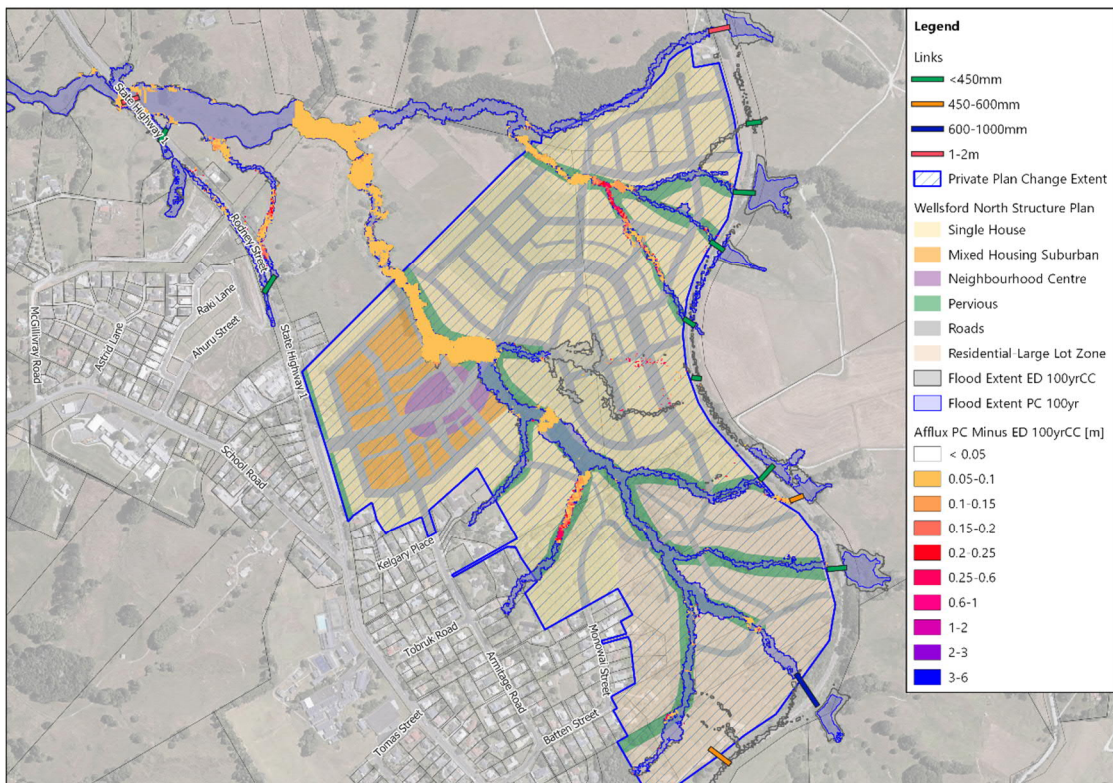 Legend
Links
<450mm
450-600mm
600-1000mm
1-2m
Private Plan Change Extent
Wellsford North Structure Plan
Single House
Mixed Housing Suburban
Neighbourhood Centre
Pervious
Roads
Residential-Large Lot Zone
Flood Extent ED 100yrCC
Flood Extent PC 100yr
Afflux PC Minus ED 100yrCC [m]
< 0.05
0.05-0.1
0.1-0.15
0.15-0.2
0.2-0.25
0.25-0.6
0.6-1
1-2
2-3
3-6
State Highway 1
Rodney Street
Raki Lane
Ahuru Street
Astrid Lane
McGillivray Road
State Highway 1
School Road
Kelgary Place
Tobruk Road
Armitage Road
Monowai Street
Batten Street
Tomas Street